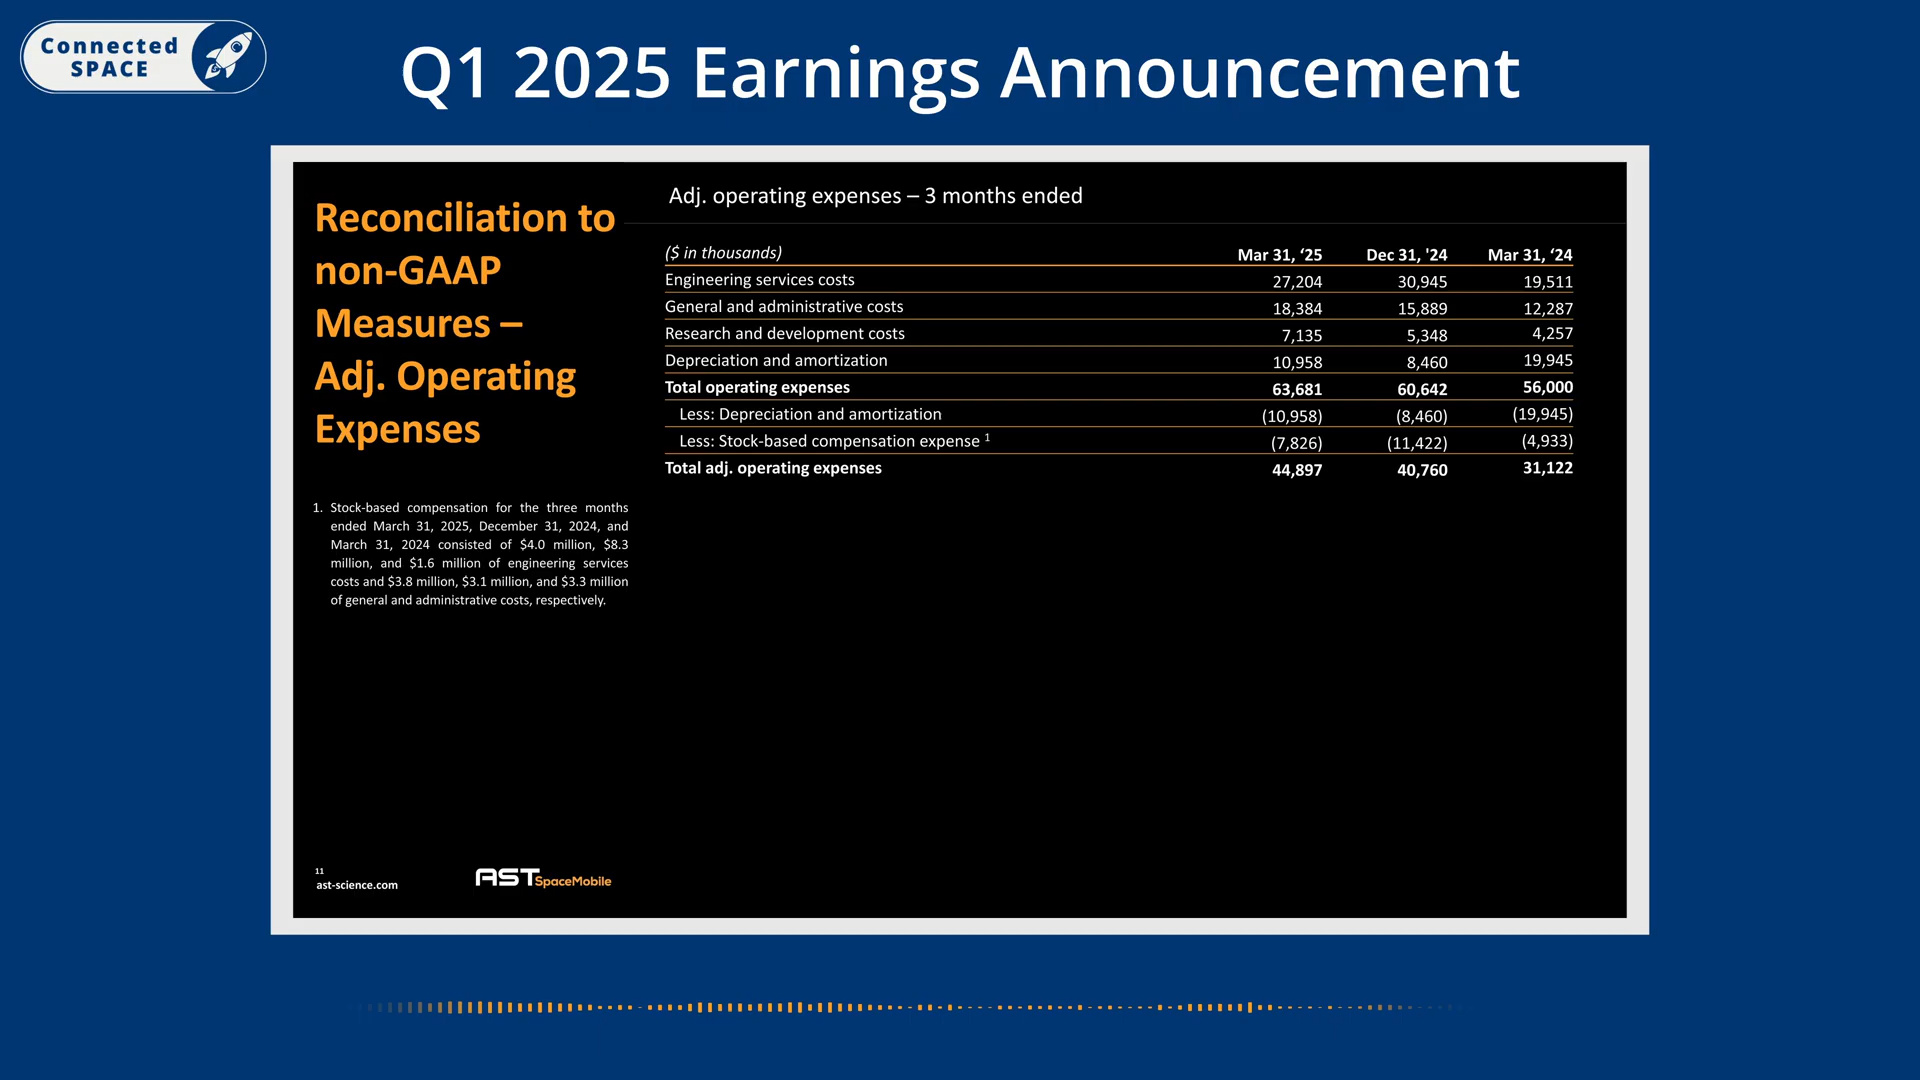 Connected
SPACE
Q1 2025 Earnings Announcement
Reconciliation to
non-GAAP
Measures –
Adj. Operating
Expenses
1. Stock-based compensation for the three months
ended March 31, 2025, December 31, 2024, and
March 31, 2024 consisted of $4.0 million, $8.3
million, and $1.6 million of engineering services
costs and $3.8 million, $3.1 million, and $3.3 million
of general and administrative costs, respectively.
Adj. operating expenses – 3 months ended
($ in thousands) Mar 31, ‘25 Dec 31, '24 Mar 31, ‘24
Engineering services costs 27,204 30,945 19,511
General and administrative costs 18,384 15,889 12,287
Research and development costs 7,135 5,348 4,257
Depreciation and amortization 10,958 8,460 19,945
Total operating expenses 63,681 60,642 56,000
Less: Depreciation and amortization (10,958) (8,460) (19,945)
Less: Stock-based compensation expense 1 (7,826) (11,422) (4,933)
Total adj. operating expenses 44,897 40,760 31,122
11
ast-science.com
AST SpaceMobile